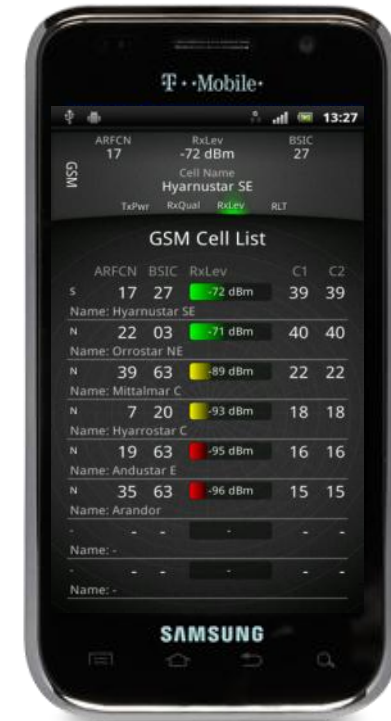 T··Mobile·
13:27
GSM
ARFCN RxLev BSIC
17 -72 dBm 27
Cell Name
Hyarnustar SE
TxPwr RxQual RxLev RLT
GSM Cell List
ARFCN BSIC RxLev C1 C2
S 17 27 -72 dBm 39 39
Name: Hyarnustar SE
N 22 03 -71 dBm 40 40
Name: Orrostar NE
N 39 63 -89 dBm 22 22
Name: Mittalmar C
N 7 20 -93 dBm 18 18
Name: Hyarrostar C
N 19 63 -95 dBm 16 16
Name: Andustar E
N 35 63 -96 dBm 15 15
Name: Arandor
- - - - - -
Name: -
- - - - - -
Name: -
SAMSUNG